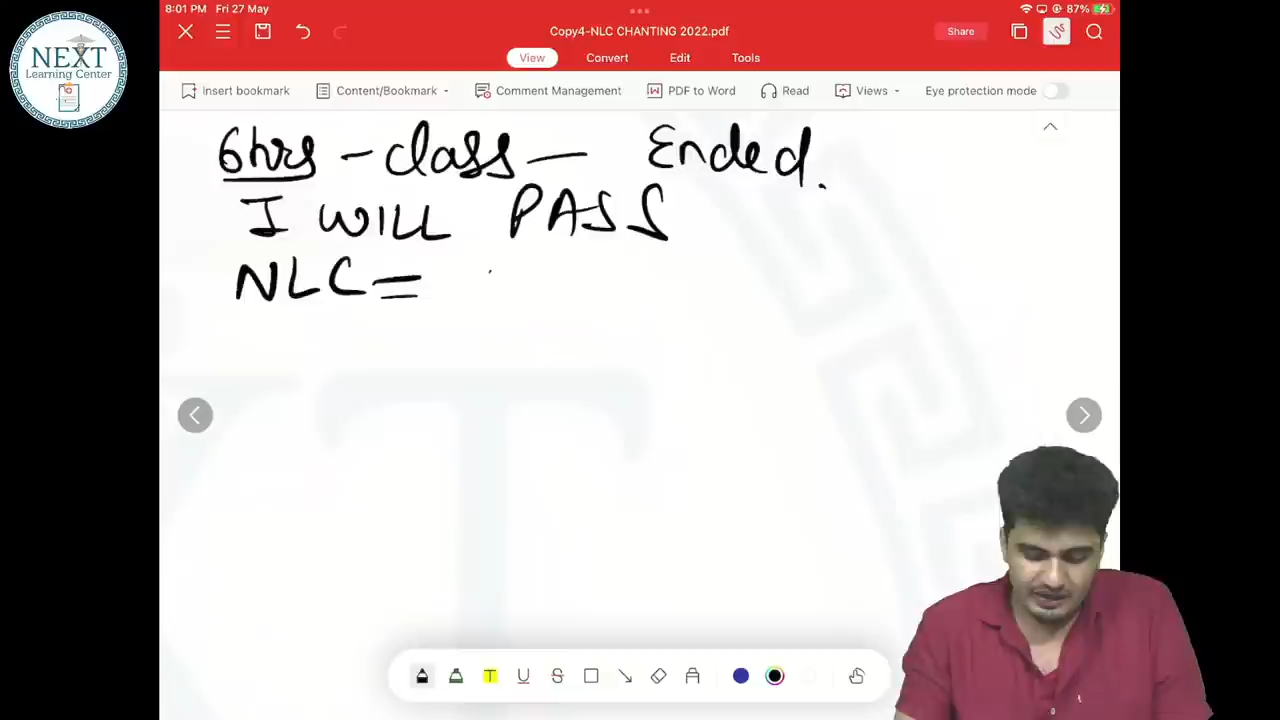 8:01 PM Fri 27 May
87%
NEXT
Learning Center
Copy4-NLC CHANTING 2022.pdf
Share
View Convert Edit Tools
Insert bookmark Content/Bookmark Comment Management PDF to Word Read Views Eye protection mode
6hrs - class - Ended.
I WILL PASS
NLC =
T U S